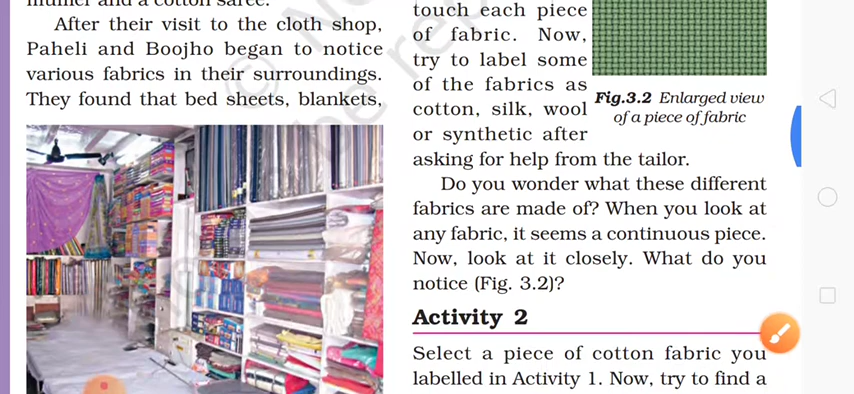 muffler and a cotton saree.
After their visit to the cloth shop,
Paheli and Boojho began to notice
various fabrics in their surroundings.
They found that bed sheets, blankets,
touch each piece
of fabric. Now,
try to label some
of the fabrics as
cotton, silk, wool
or synthetic after
asking for help from the tailor.
Fig.3.2 Enlarged view
of a piece of fabric
Do you wonder what these different
fabrics are made of? When you look at
any fabric, it seems a continuous piece.
Now, look at it closely. What do you
notice (Fig. 3.2)?
Activity 2
Select a piece of cotton fabric you
labelled in Activity 1. Now, try to find a